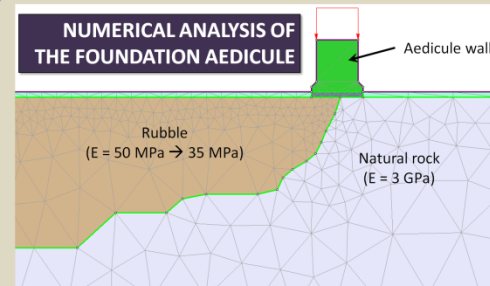 NUMERICAL ANALYSIS OF
THE FOUNDATION AEDICULE
Aedicule wall
Rubble
(E = 50 MPa → 35 MPa)
Natural rock
(E = 3 GPa)